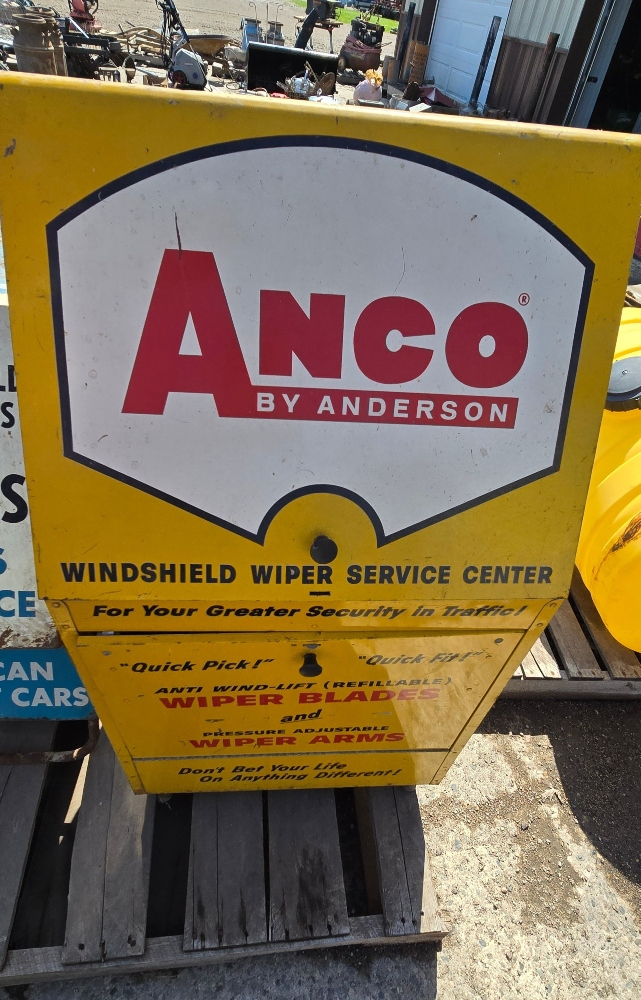 ANCO®
BY ANDERSON
WINDSHIELD WIPER SERVICE CENTER
For Your Greater Security in Traffic!
"Quick Pick!" "Quick Fit!"
ANTI WIND-LIFT (REFILLABLE)
WIPER BLADES
and
PRESSURE ADJUSTABLE
WIPER ARMS
Don't Bet Your Life
On Anything Different!
S
S
CE
CAN
CARS